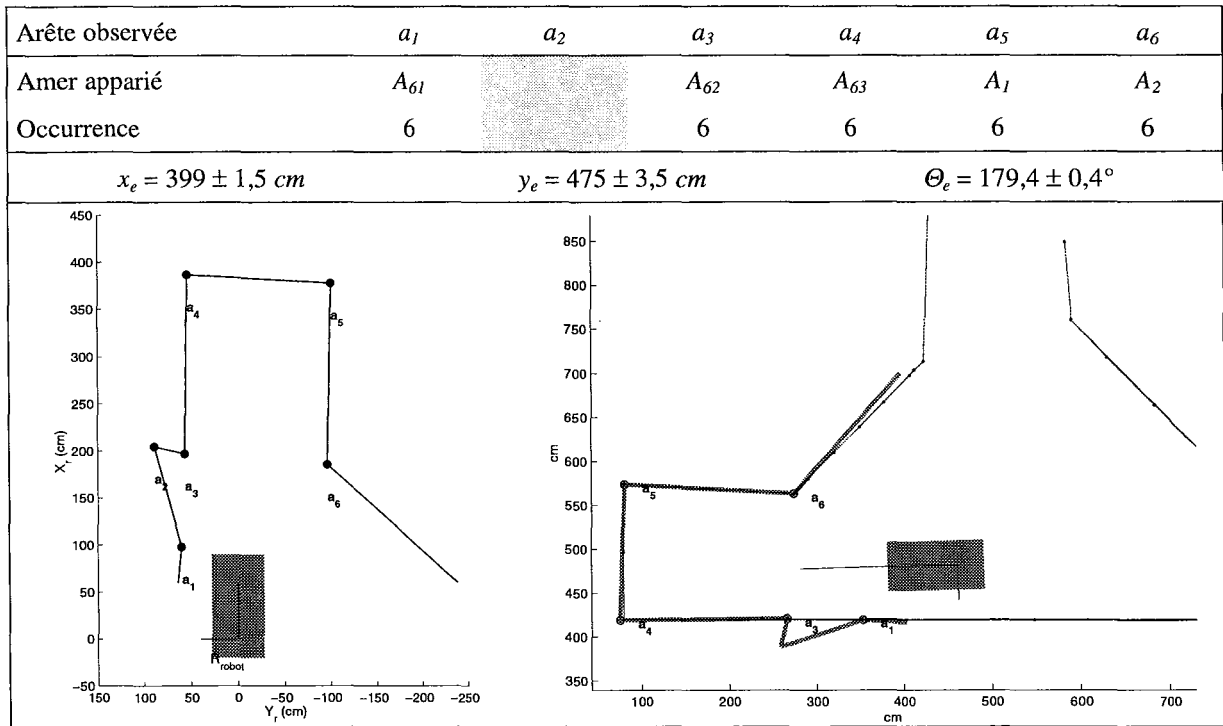 Arête observée a1 a2 a3 a4 a5 a6
Amer apparié A61 A62 A63 A1 A2
Occurrence 6 6 6 6 6
xe = 399 ± 1,5 cm ye = 475 ± 3,5 cm Θe = 179,4 ± 0,4°
450
400
350
300
250
200
150
100
50
0
−50
Xr (cm)
a4
a5
a2
a3
a6
a1
Rrobot
150 100 50 0 −50 −100 −150 −200 −250
Yr (cm)
850
800
750
700
650
600
550
500
450
400
350
cm
a5
a6
a4
a3
a1
100 200 300 400 500 600 700
cm